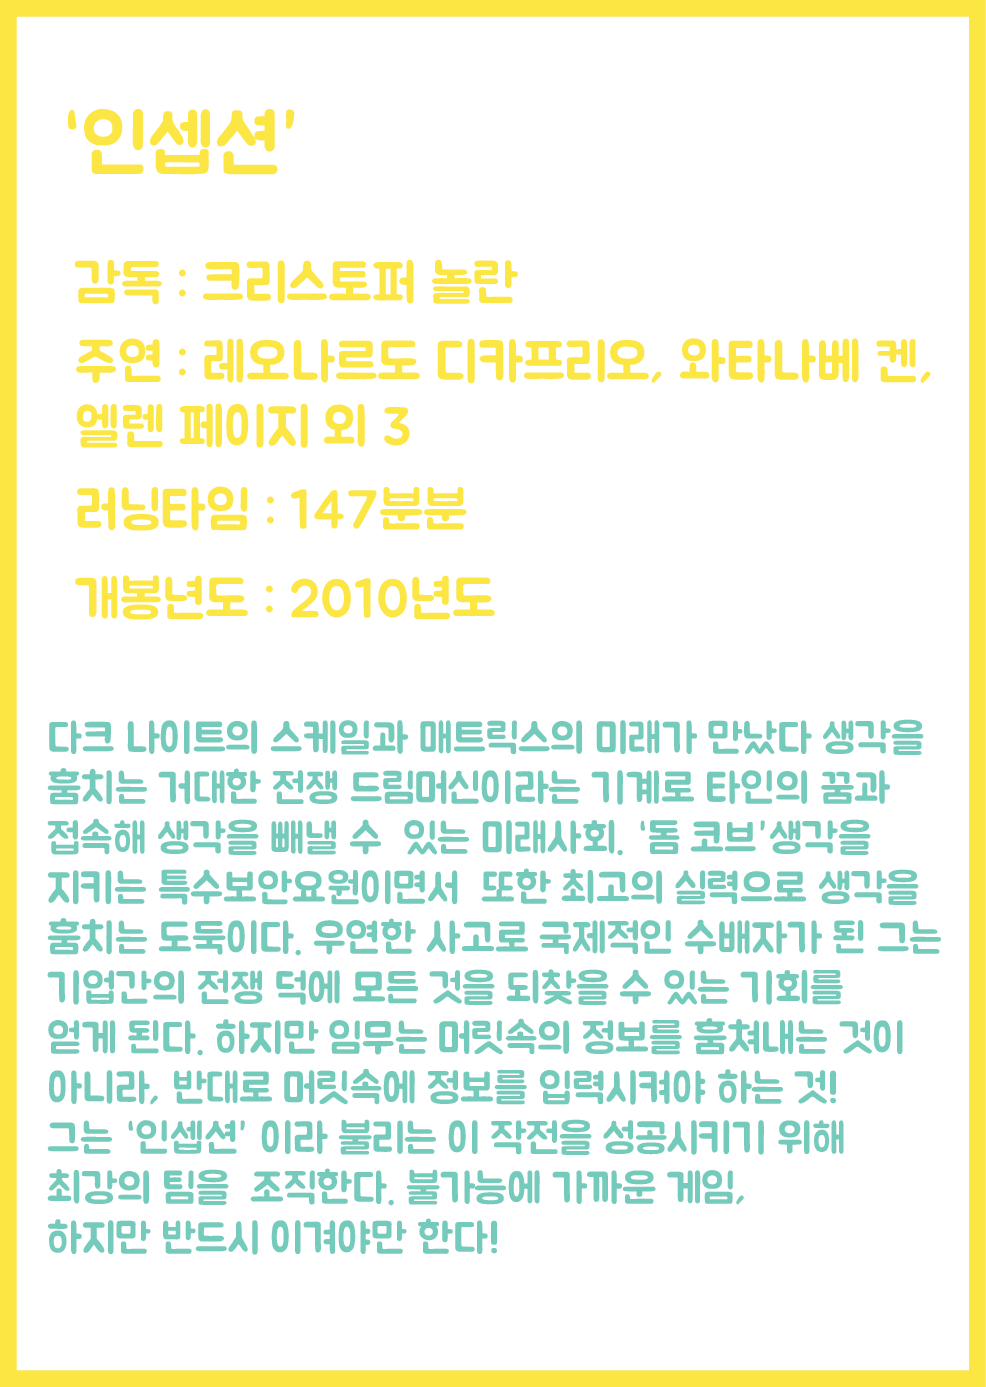 ‘인셉션’
감독 : 크리스토퍼 놀란
주연 : 레오나르도 디카프리오, 와타나베 켄,
엘렌 페이지 외 3
러닝타임 : 147분분
개봉년도 : 2010년도
다크 나이트의 스케일과 매트릭스의 미래가 만났다 생각을
훔치는 거대한 전쟁 드림머신이라는 기계로 타인의 꿈과
접속해 생각을 빼낼 수  있는 미래사회. ‘돔 코브’생각을
지키는 특수보안요원이면서  또한 최고의 실력으로 생각을
훔치는 도둑이다. 우연한 사고로 국제적인 수배자가 된 그는
기업간의 전쟁 덕에 모든 것을 되찾을 수 있는 기회를
얻게 된다. 하지만 임무는 머릿속의 정보를 훔쳐내는 것이
아니라, 반대로 머릿속에 정보를 입력시켜야 하는 것!
그는 ‘인셉션’ 이라 불리는 이 작전을 성공시키기 위해
최강의 팀을  조직한다. 불가능에 가까운 게임,
하지만 반드시 이겨야만 한다!